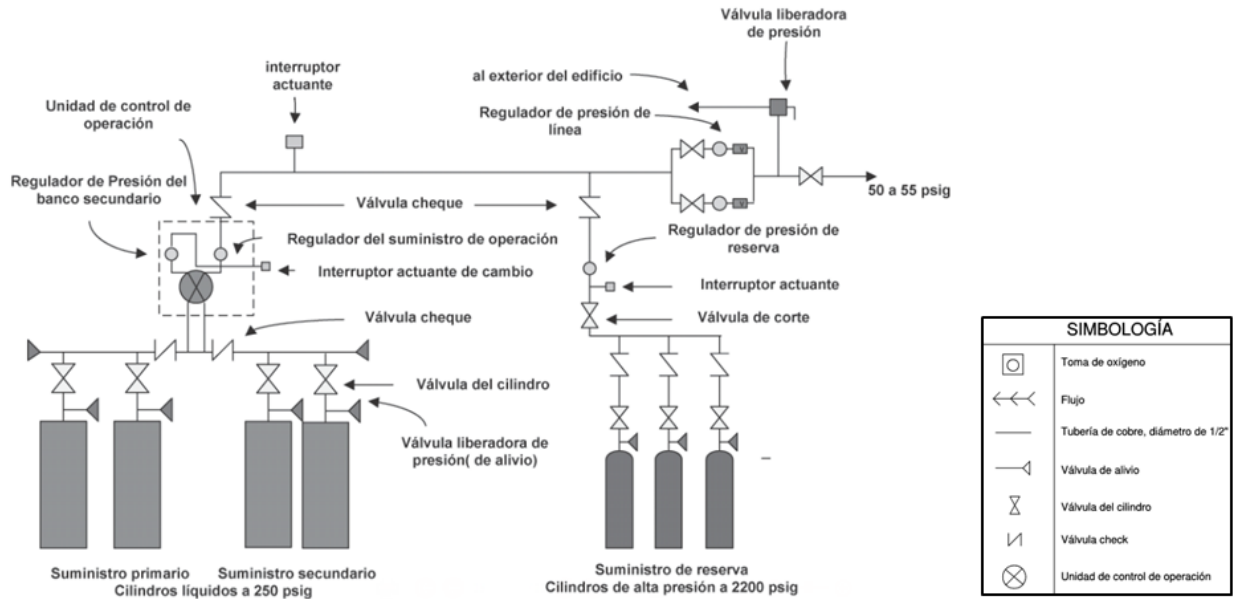 Válvula liberadora
de presión
interruptor
actuante
al exterior del edificio
Unidad de control de
operación
Regulador de presión de
línea
Regulador de Presión del
banco secundario
50 a 55 psig
Válvula cheque
Regulador del suministro de operación
Regulador de presión de
reserva
Interruptor actuante de cambio
Interruptor actuante
Válvula cheque
Válvula de corte
Válvula del cilindro
Válvula liberadora de
presión( de alivio)
Suministro primario
Suministro secundario
Cilindros líquidos a 250 psig
Suministro de reserva
Cilindros de alta presión a 2200 psig
SIMBOLOGÍA
Toma de oxígeno
Flujo
Tubería de cobre, diámetro de 1/2"
Válvula de alivio
Válvula del cilindro
Válvula check
Unidad de control de operación